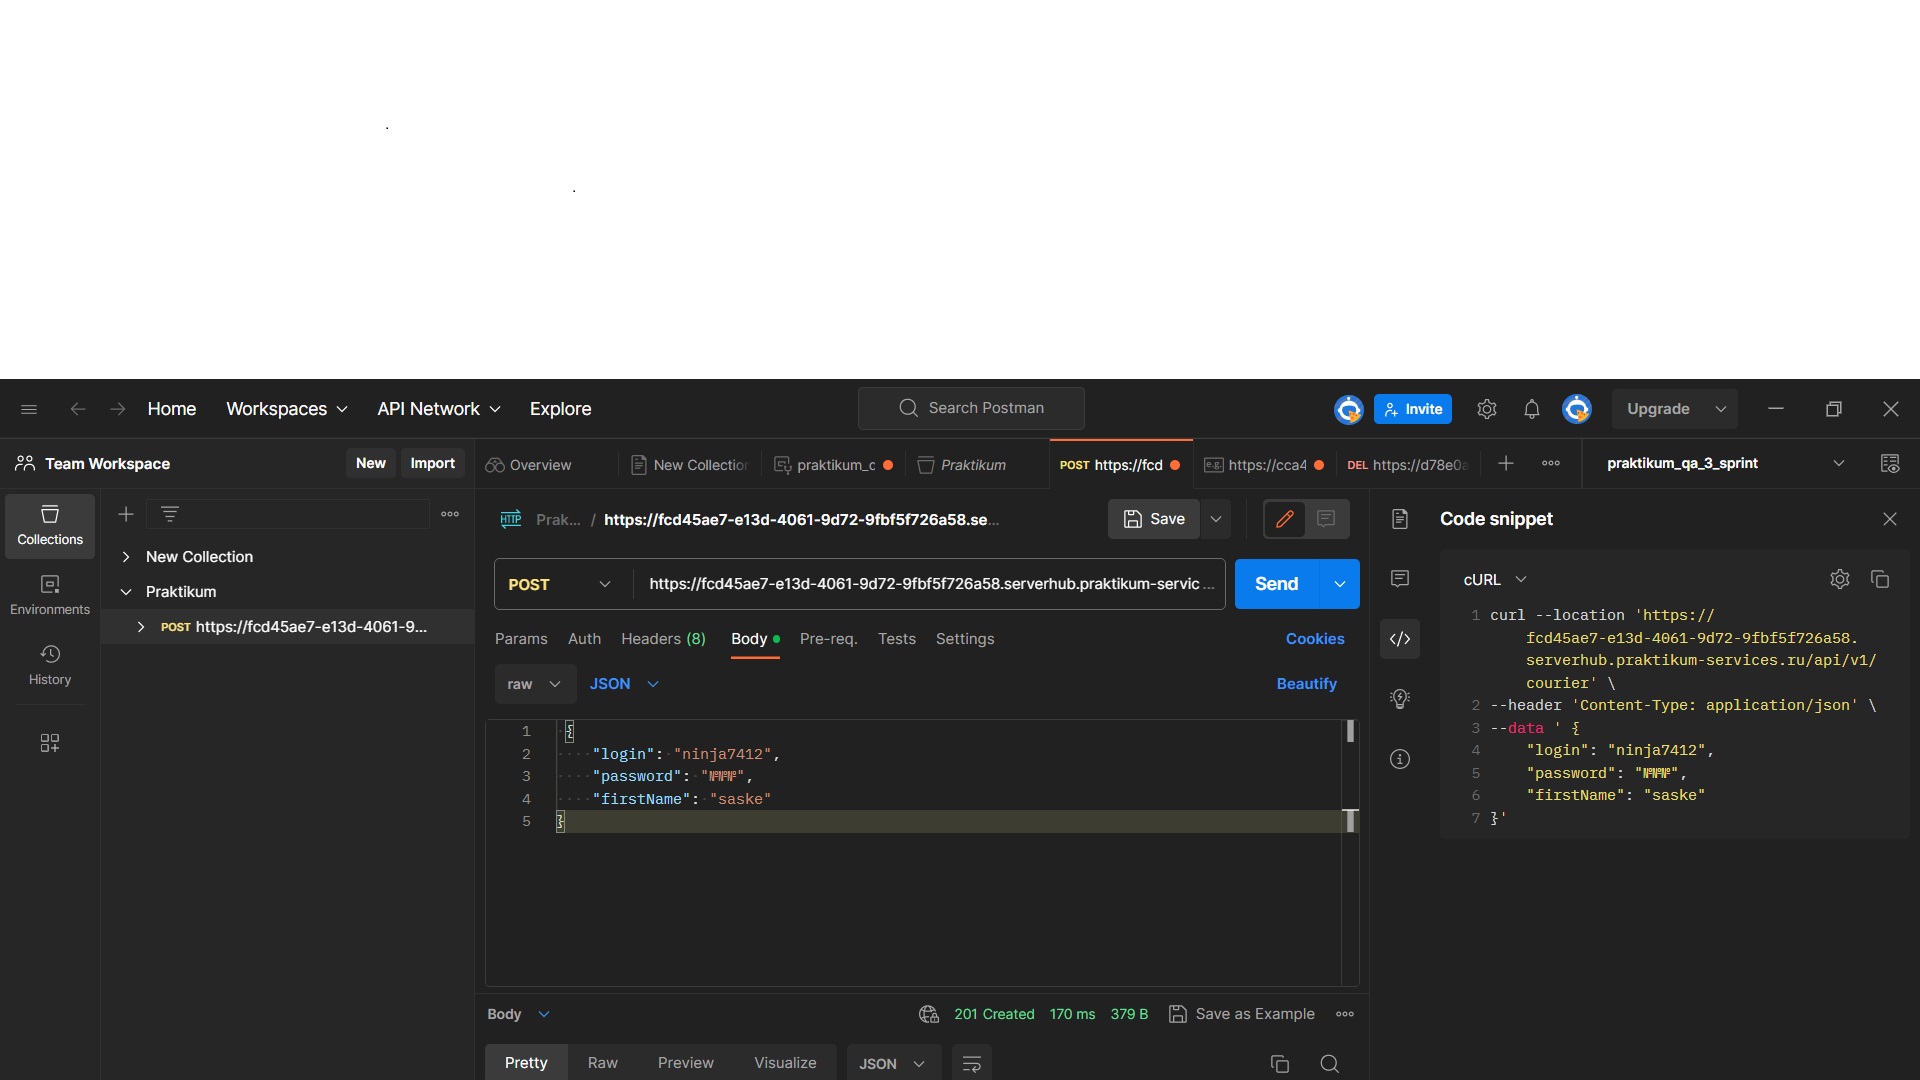 Home Workspaces API Network Explore Search Postman Invite Upgrade
Team Workspace New Import Overview New Collection praktikum_c Praktikum POST https://fcd e.g. https://cca4 DEL https://d78e0a praktikum_qa_3_sprint
Collections
Environments
History
New Collection
Praktikum
POST https://fcd45ae7-e13d-4061-9...
HTTP Prak... / https://fcd45ae7-e13d-4061-9d72-9fbf5f726a58.se... Save
POST https://fcd45ae7-e13d-4061-9d72-9fbf5f726a58.serverhub.praktikum-servic ... Send
Params Auth Headers (8) Body Pre-req. Tests Settings Cookies
raw JSON Beautify
1 {
2 "login": "ninja7412",
3 "password": "№№№",
4 "firstName": "saske"
5 }
Body 201 Created 170 ms 379 B Save as Example
Pretty Raw Preview Visualize JSON
Code snippet
cURL
1 curl --location 'https://
fcd45ae7-e13d-4061-9d72-9fbf5f726a58.
serverhub.praktikum-services.ru/api/v1/
courier' \
2 --header 'Content-Type: application/json' \
3 --data ' {
4 "login": "ninja7412",
5 "password": "№№№",
6 "firstName": "saske"
7 }'